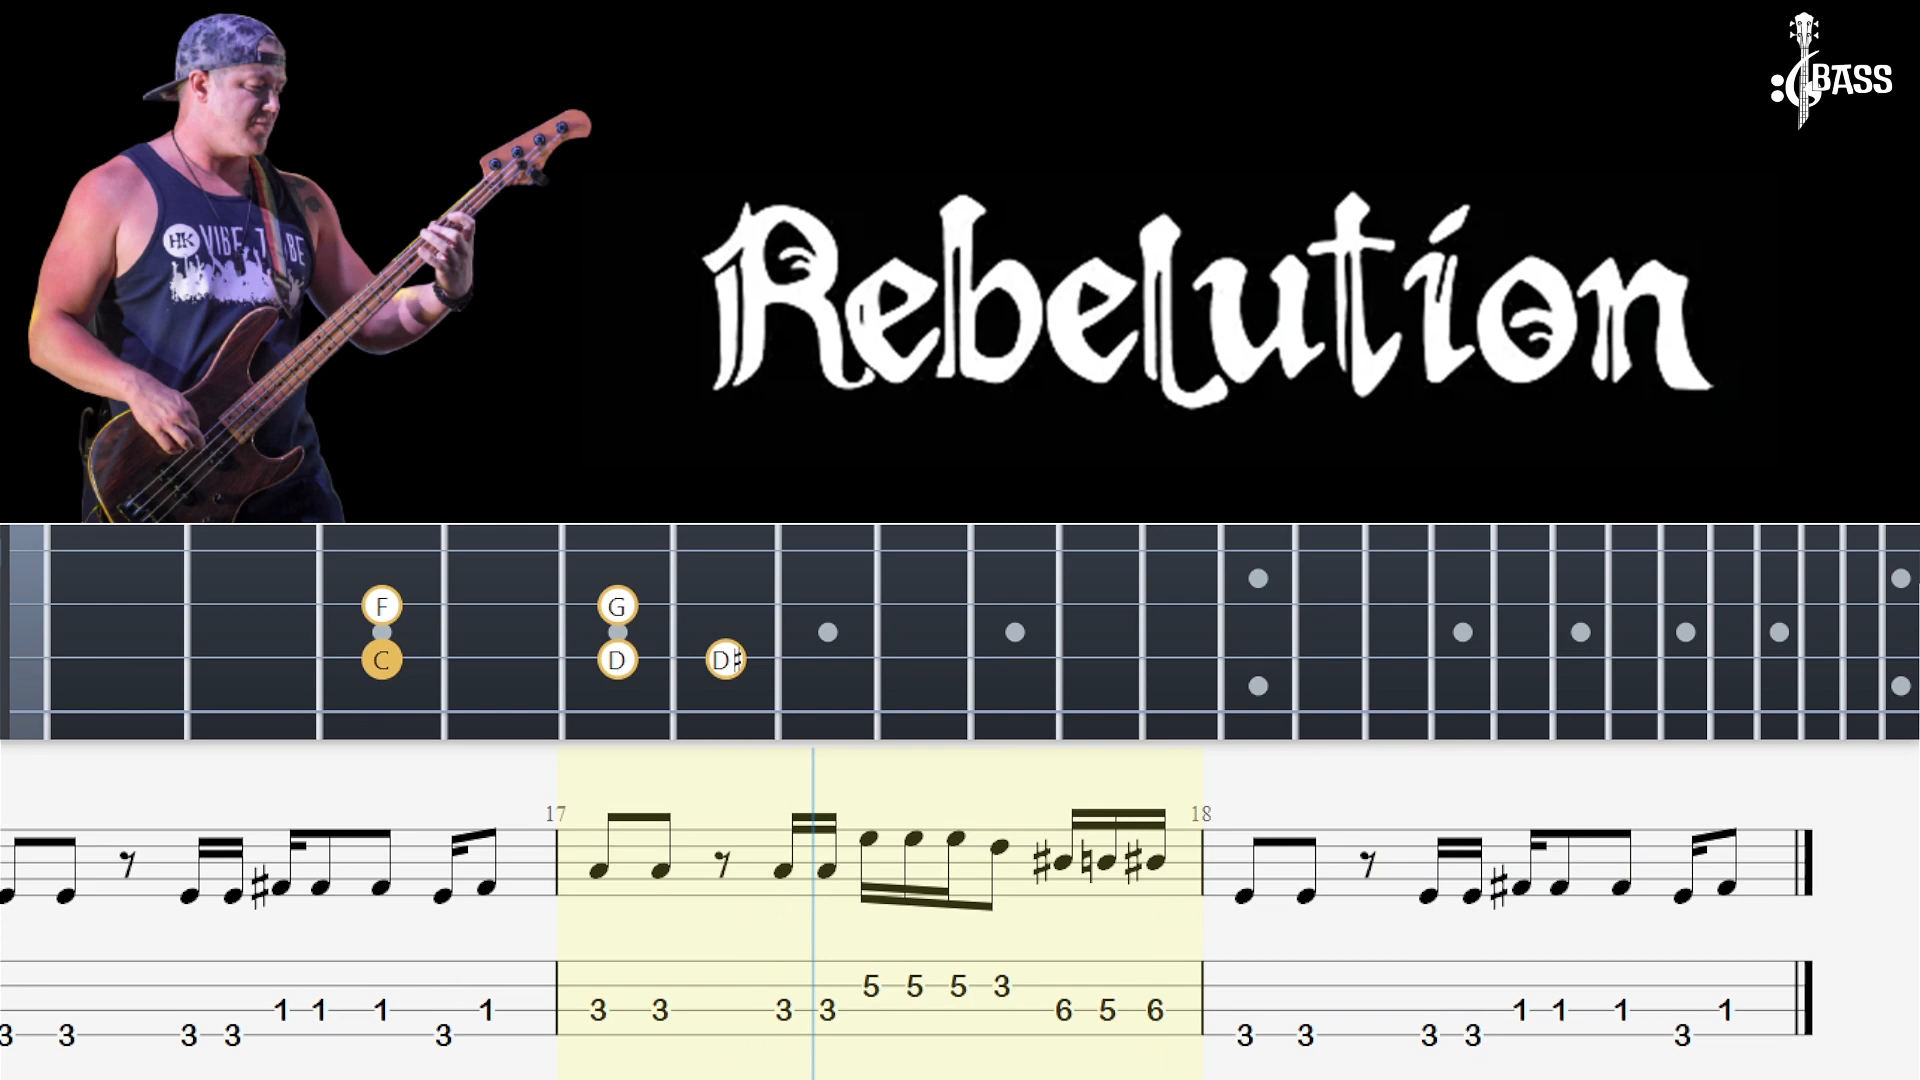 BASS
HK VIBE TRIBE
Rebelution
F G
C D D♯
17 18
5 5 5 3
1 1 1 1 3 3 3 3 6 5 6 1 1 1 1
3 3 3 3 3 3 3 3 3 3